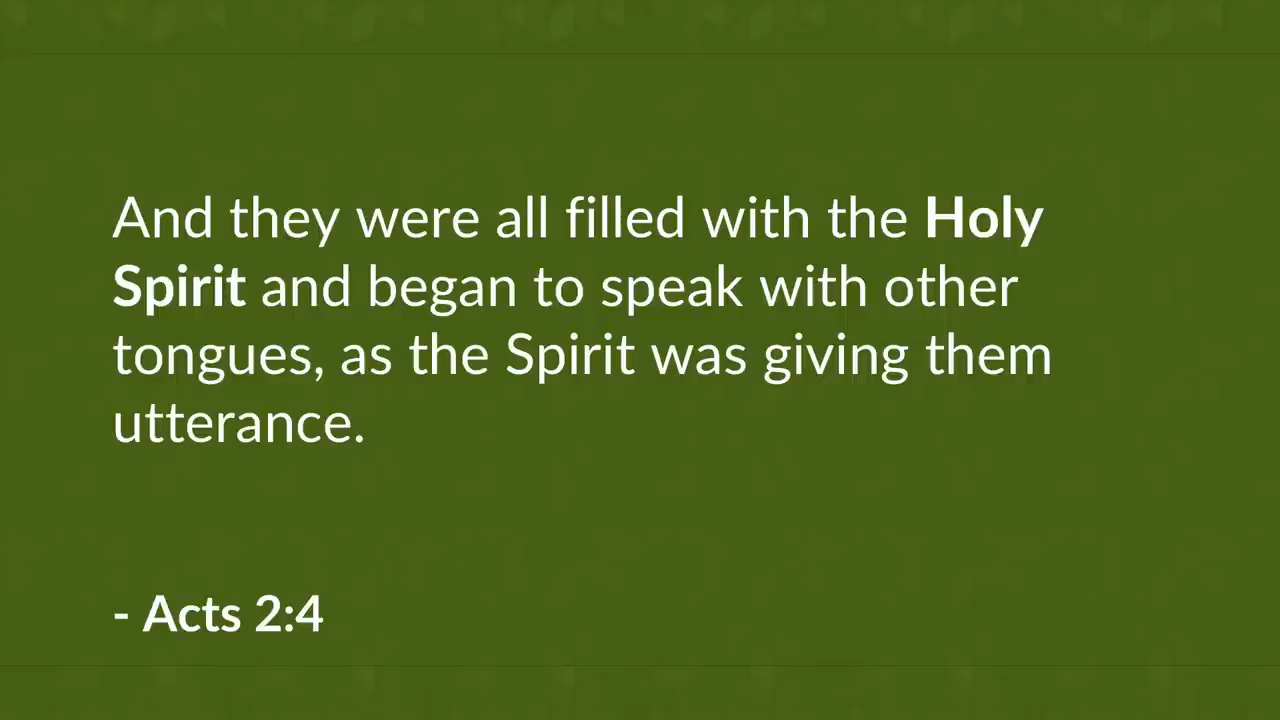 And they were all filled with the Holy
Spirit and began to speak with other
tongues, as the Spirit was giving them
utterance.
- Acts 2:4